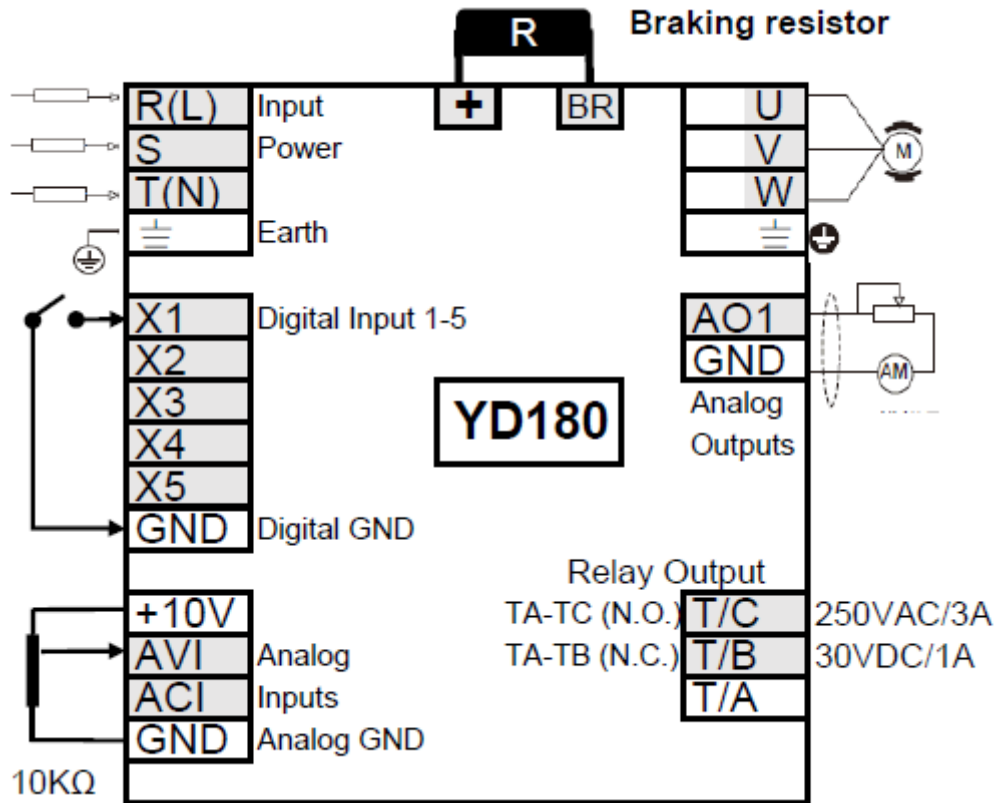 R
Braking resistor
R(L) Input
+
BR
U
S Power
V
M
T(N)
W
Earth
X1 Digital Input 1-5
AO1
X2
GND
AM
X3
YD180
Analog
X4
Outputs
X5
GND Digital GND
Relay Output
+10V
TA-TC (N.O.) T/C 250VAC/3A
AVI Analog
TA-TB (N.C.) T/B 30VDC/1A
ACI Inputs
T/A
GND Analog GND
10KΩ